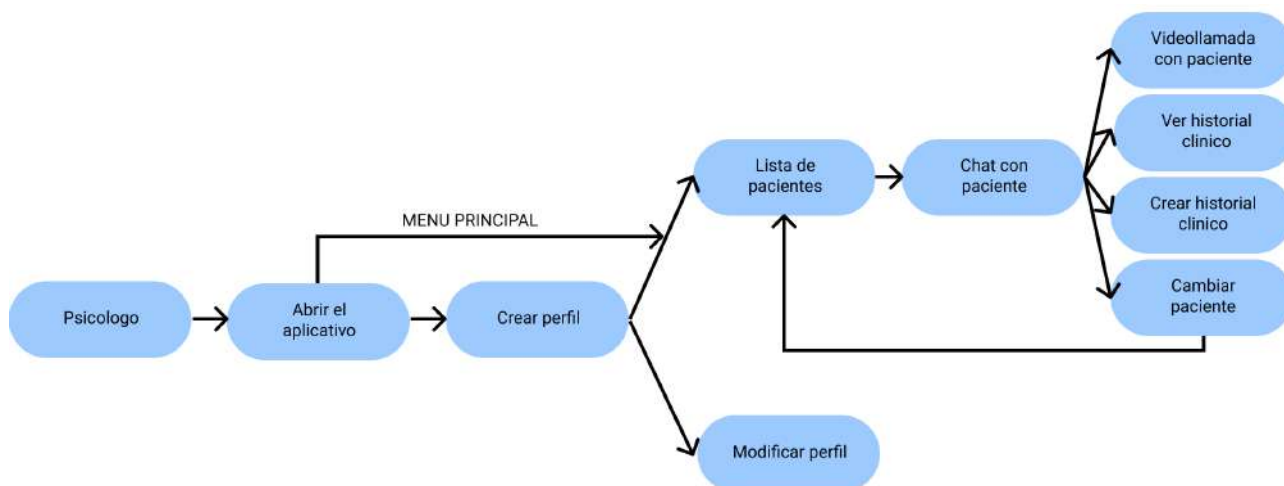 Videollamada
con paciente
Ver historial
clinico
Lista de
pacientes
Chat con
paciente
Crear historial
clinico
MENU PRINCIPAL
Psicologo
Abrir el
aplicativo
Crear perfil
Cambiar
paciente
Modificar perfil